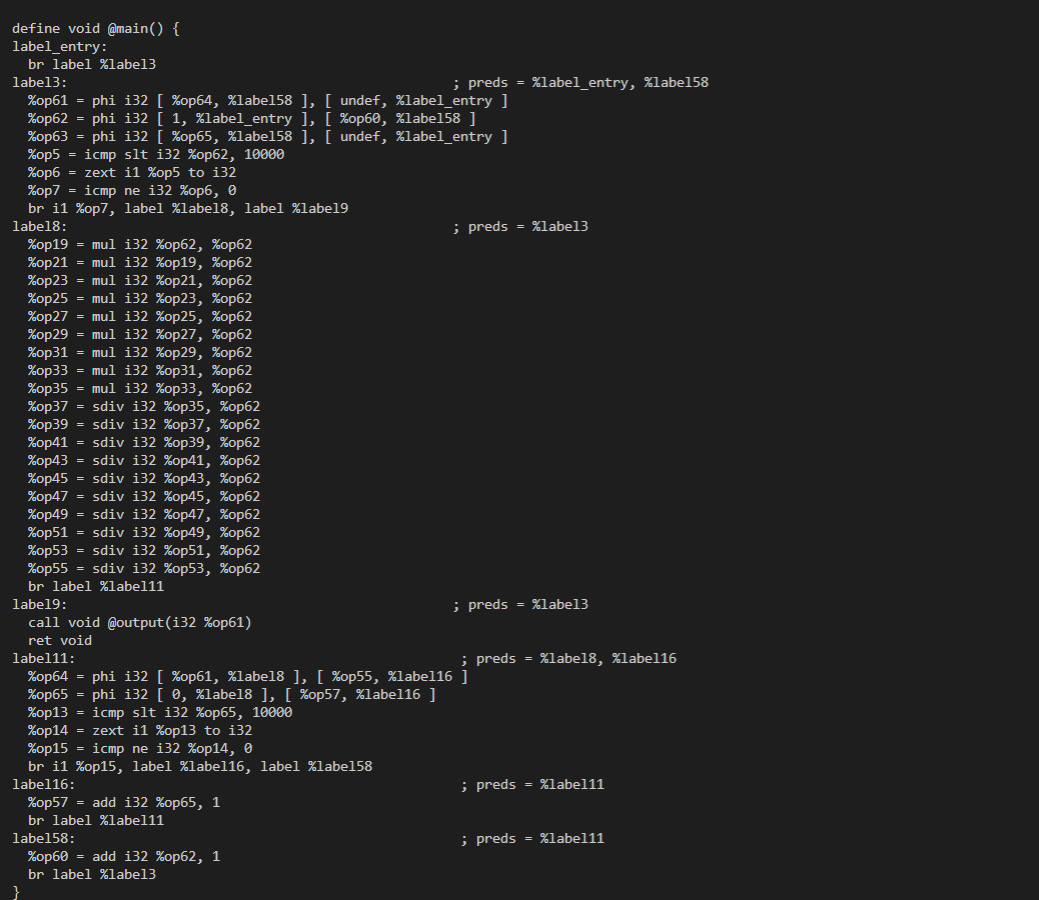 define void @main() {
label_entry:
  br label %label3
label3:                                                ; preds = %label_entry, %label58
  %op61 = phi i32 [ %op64, %label58 ], [ undef, %label_entry ]
  %op62 = phi i32 [ 1, %label_entry ], [ %op60, %label58 ]
  %op63 = phi i32 [ %op65, %label58 ], [ undef, %label_entry ]
  %op5 = icmp slt i32 %op62, 10000
  %op6 = zext i1 %op5 to i32
  %op7 = icmp ne i32 %op6, 0
  br i1 %op7, label %label8, label %label9
label8:                                                ; preds = %label3
  %op19 = mul i32 %op62, %op62
  %op21 = mul i32 %op19, %op62
  %op23 = mul i32 %op21, %op62
  %op25 = mul i32 %op23, %op62
  %op27 = mul i32 %op25, %op62
  %op29 = mul i32 %op27, %op62
  %op31 = mul i32 %op29, %op62
  %op33 = mul i32 %op31, %op62
  %op35 = mul i32 %op33, %op62
  %op37 = sdiv i32 %op35, %op62
  %op39 = sdiv i32 %op37, %op62
  %op41 = sdiv i32 %op39, %op62
  %op43 = sdiv i32 %op41, %op62
  %op45 = sdiv i32 %op43, %op62
  %op47 = sdiv i32 %op45, %op62
  %op49 = sdiv i32 %op47, %op62
  %op51 = sdiv i32 %op49, %op62
  %op53 = sdiv i32 %op51, %op62
  %op55 = sdiv i32 %op53, %op62
  br label %label11
label9:                                                ; preds = %label3
  call void @output(i32 %op61)
  ret void
label11:                                                ; preds = %label8, %label16
  %op64 = phi i32 [ %op61, %label8 ], [ %op55, %label16 ]
  %op65 = phi i32 [ 0, %label8 ], [ %op57, %label16 ]
  %op13 = icmp slt i32 %op65, 10000
  %op14 = zext i1 %op13 to i32
  %op15 = icmp ne i32 %op14, 0
  br i1 %op15, label %label16, label %label58
label16:                                                ; preds = %label11
  %op57 = add i32 %op65, 1
  br label %label11
label58:                                                ; preds = %label11
  %op60 = add i32 %op62, 1
  br label %label3
}